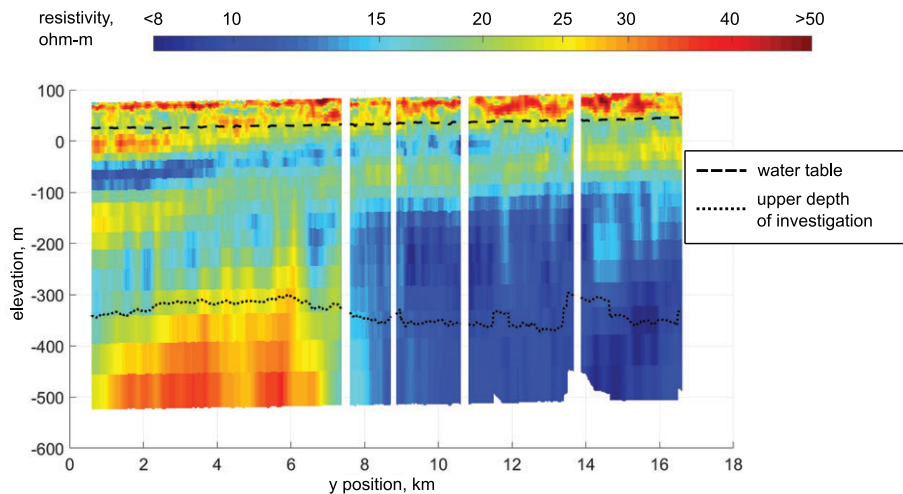 resistivity, <8 10 15 20 25 30 40 >50
ohm-m
100
0
-100
-200
-300
-400
-500
-600
elevation, m
0 2 4 6 8 10 12 14 16 18
y position, km
water table
upper depth
of investigation